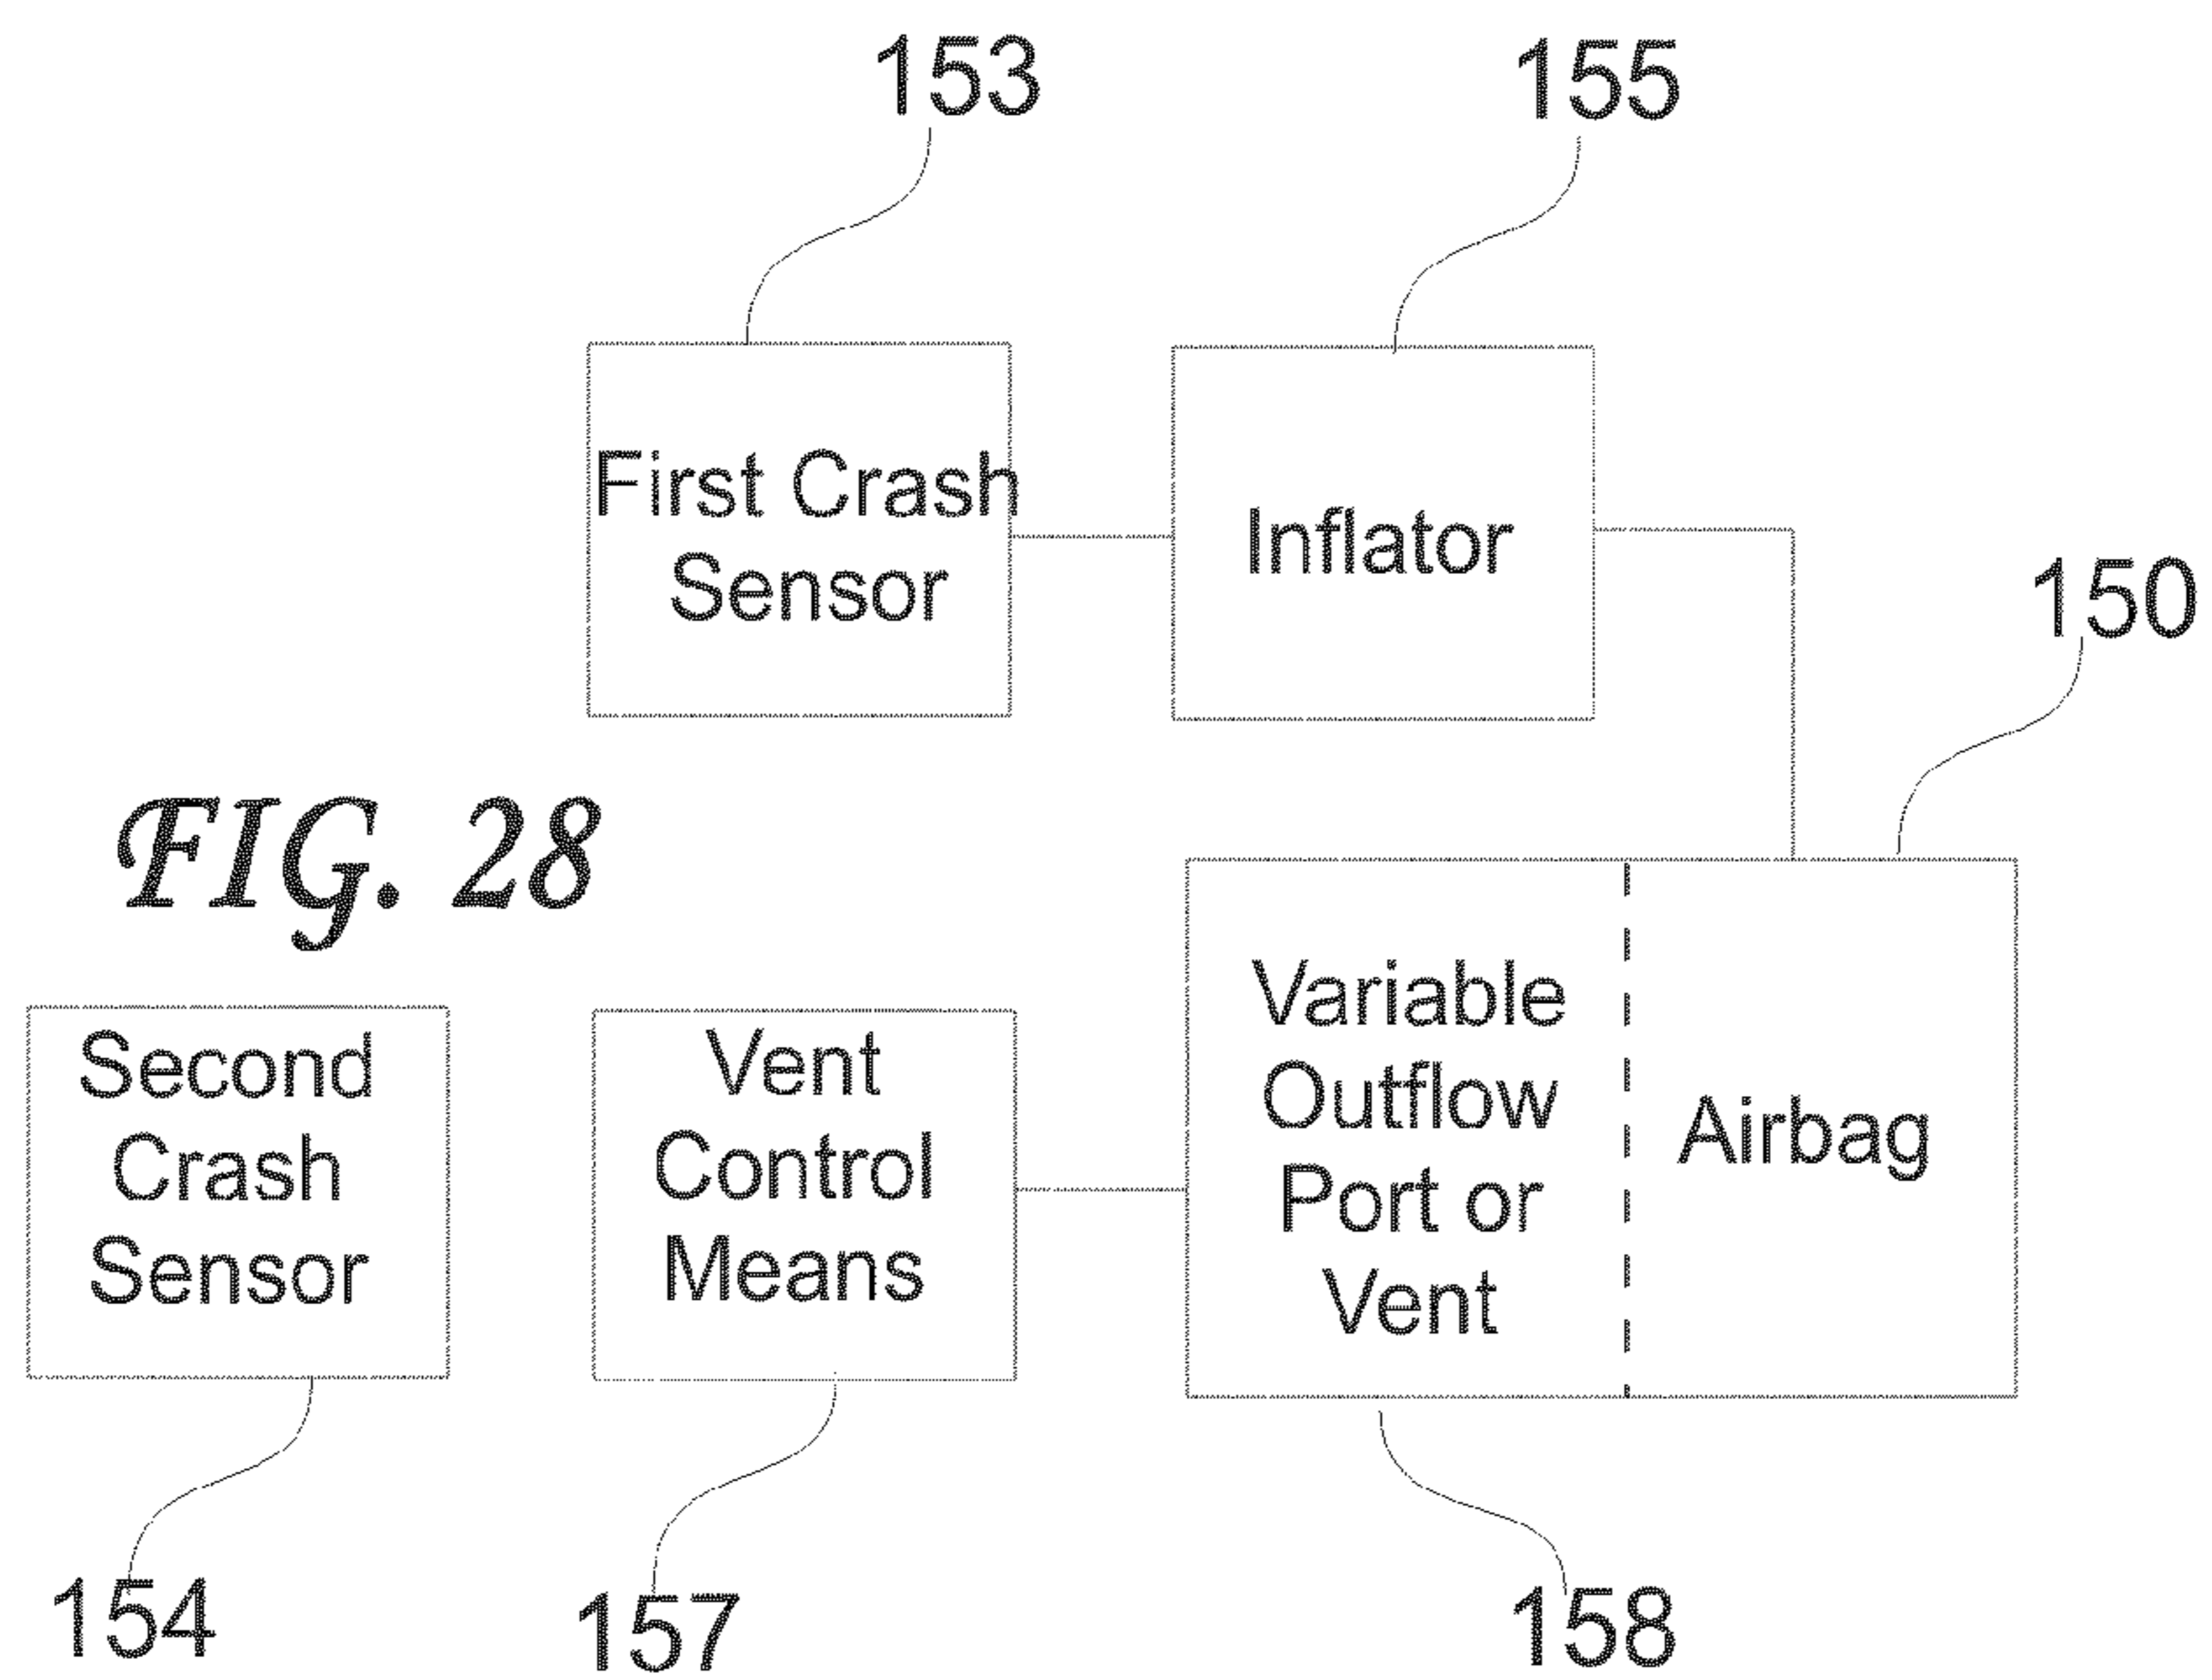 153
155
First Crash
Sensor
Inflator
150
FIG. 28
Second
Crash
Sensor
Vent
Control
Means
Variable
Outflow
Port or
Vent
Airbag
154
157
158